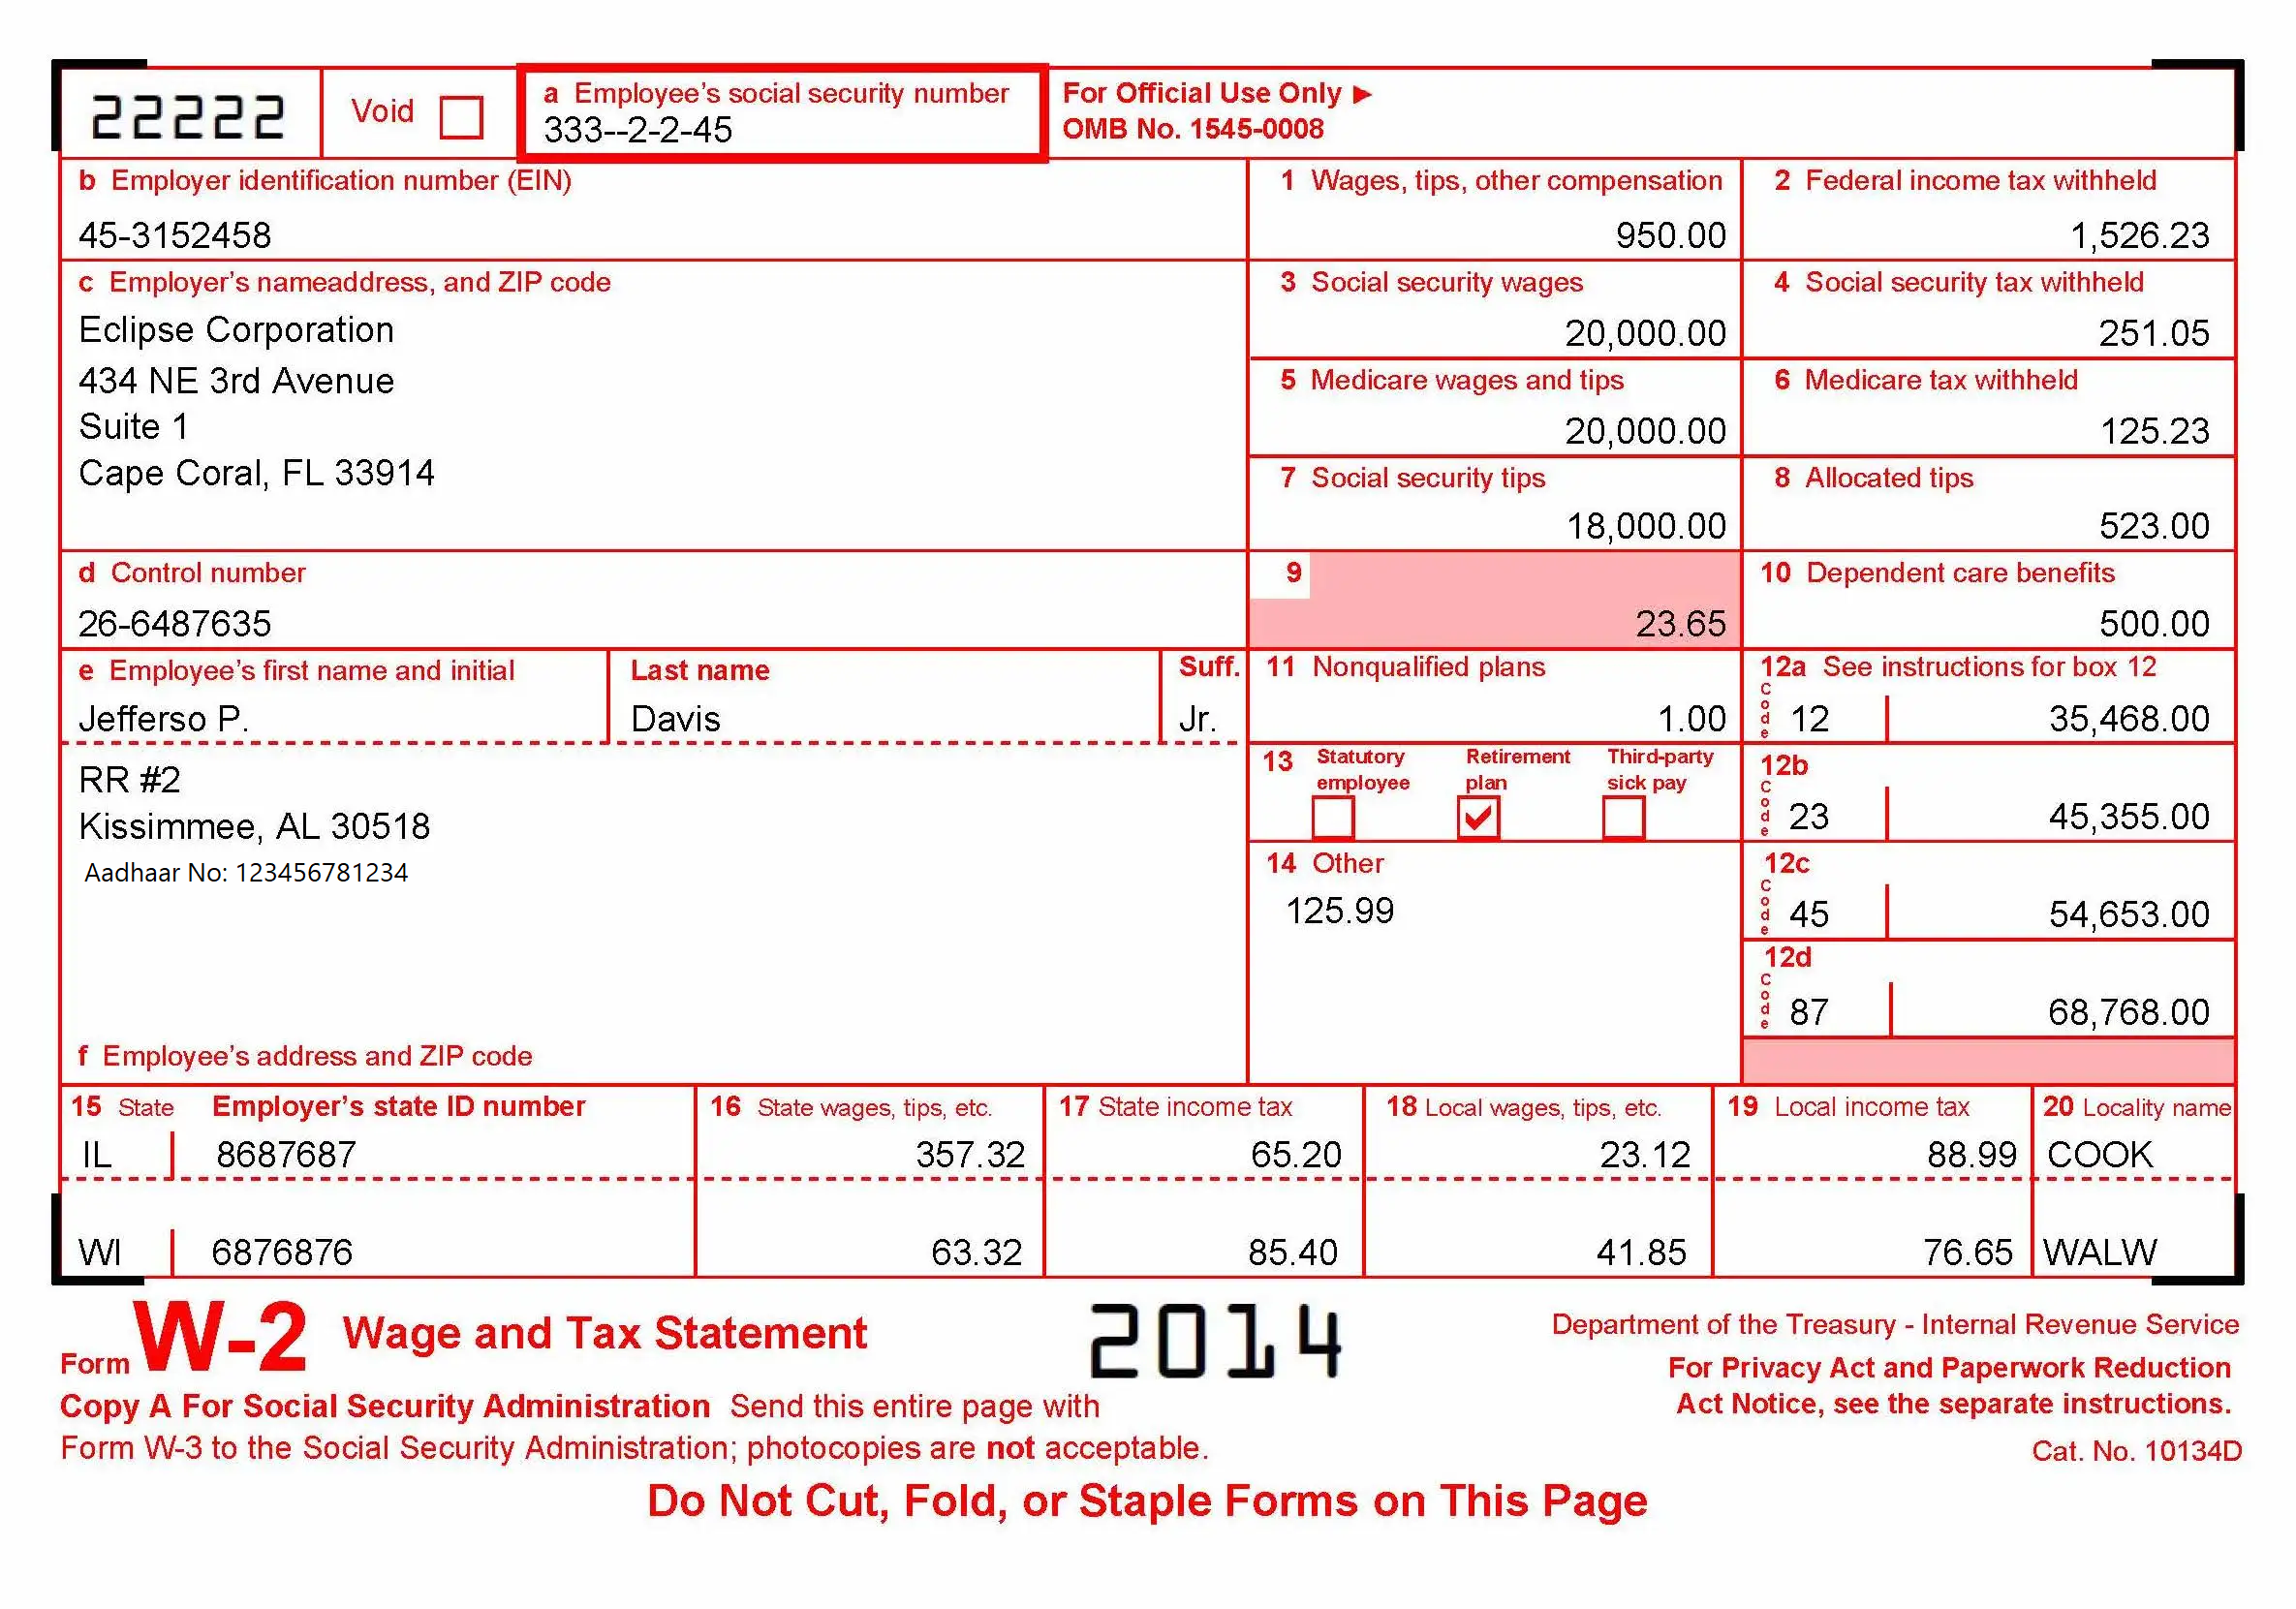 22222
Void
a Employee's social security number
333--2-2-45
For Official Use Only ►
OMB No. 1545-0008
b Employer identification number (EIN)
45-3152458
1 Wages, tips, other compensation
950.00
2 Federal income tax withheld
1,526.23
c Employer's nameaddress, and ZIP code
Eclipse Corporation
434 NE 3rd Avenue
Suite 1
Cape Coral, FL 33914
3 Social security wages
20,000.00
4 Social security tax withheld
251.05
5 Medicare wages and tips
20,000.00
6 Medicare tax withheld
125.23
7 Social security tips
18,000.00
8 Allocated tips
523.00
d Control number
26-6487635
9
23.65
10 Dependent care benefits
500.00
e Employee's first name and initial
Jefferso P.
Last name
Davis
Suff.
Jr.
11 Nonqualified plans
1.00
12a See instructions for box 12
Code 12 35,468.00
RR #2
Kissimmee, AL 30518
Aadhaar No: 123456781234
f Employee's address and ZIP code
13 Statutory employee
Retirement plan
Third-party sick pay
12b
Code 23 45,355.00
14 Other
125.99
12c
Code 45 54,653.00
12d
Code 87 68,768.00
15 State Employer's state ID number 16 State wages, tips, etc. 17 State income tax 18 Local wages, tips, etc. 19 Local income tax 20 Locality name
IL 8687687 357.32 65.20 23.12 88.99 COOK
WI 6876876 63.32 85.40 41.85 76.65 WALW
Form W-2 Wage and Tax Statement
2014
Department of the Treasury - Internal Revenue Service
For Privacy Act and Paperwork Reduction
Act Notice, see the separate instructions.
Copy A For Social Security Administration Send this entire page with
Form W-3 to the Social Security Administration; photocopies are not acceptable.
Cat. No. 10134D
Do Not Cut, Fold, or Staple Forms on This Page